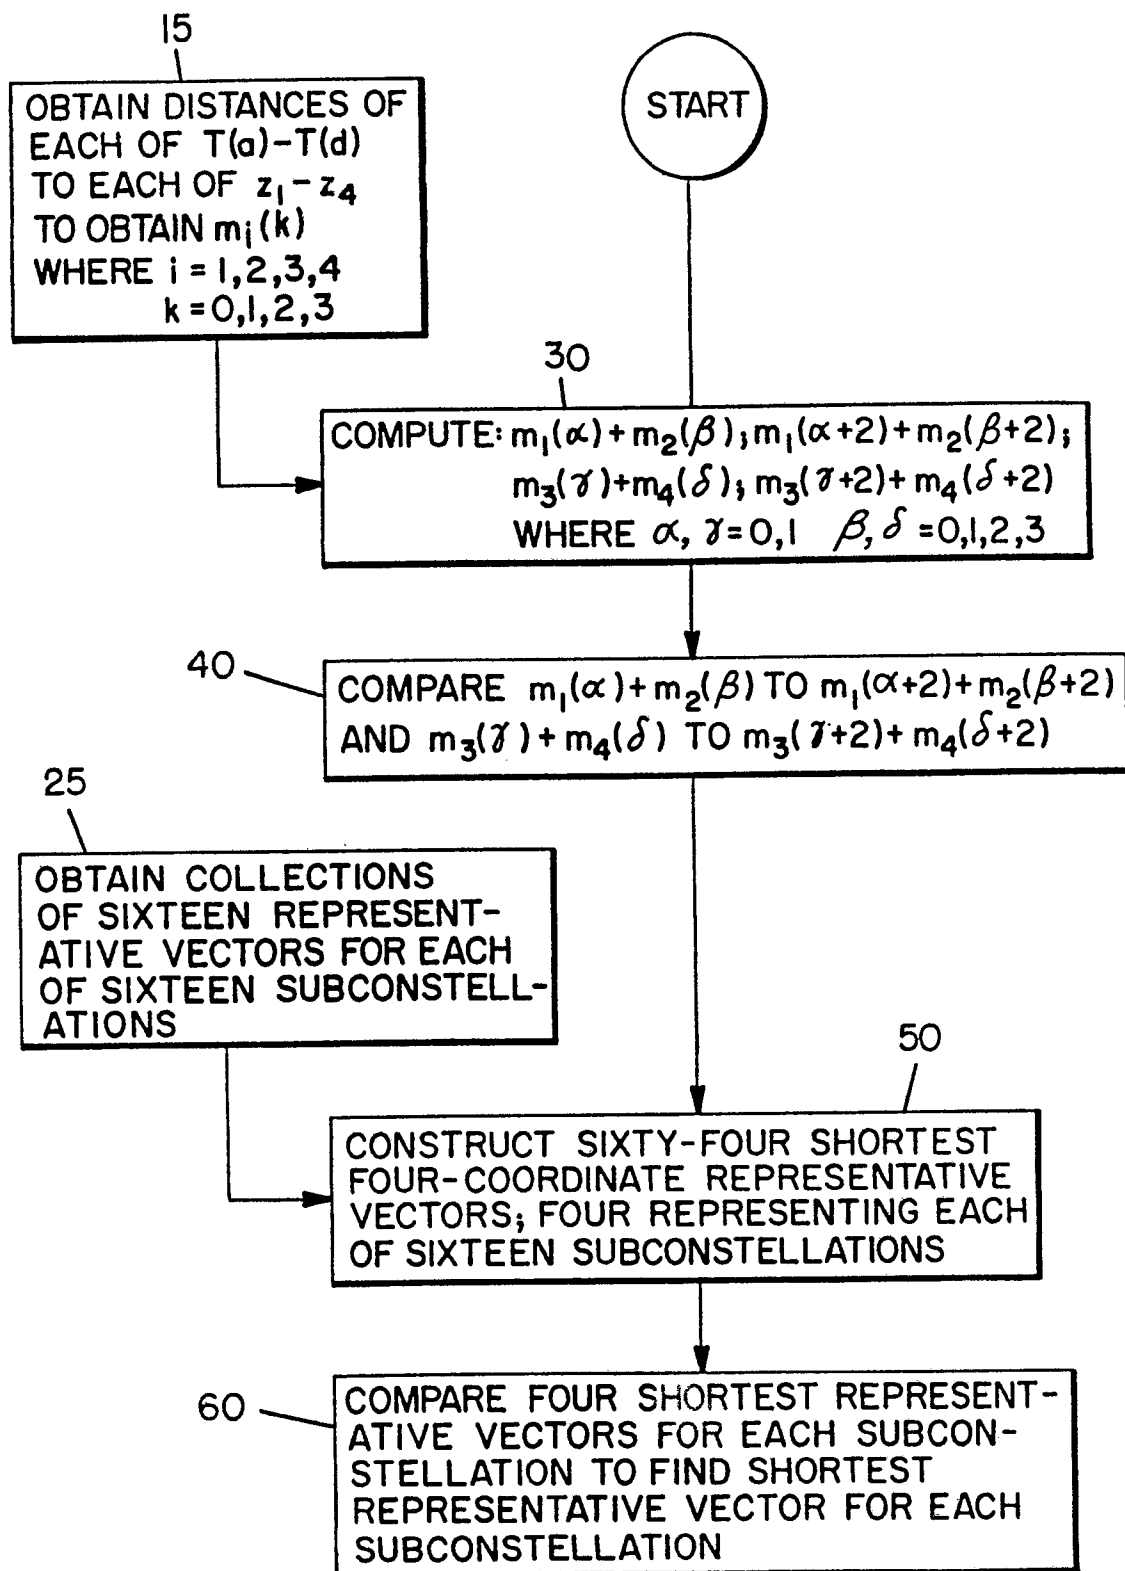 15
OBTAIN DISTANCES OF
EACH OF T(a)-T(d)
TO EACH OF z₁-z₄
TO OBTAIN mᵢ(k)
WHERE i = 1,2,3,4
k = 0,1,2,3
START
30
COMPUTE: m₁(α)+m₂(β); m₁(α+2)+m₂(β+2);
m₃(γ)+m₄(δ); m₃(γ+2)+m₄(δ+2)
WHERE α, γ=0,1 β, δ =0,1,2,3
40
COMPARE m₁(α)+m₂(β) TO m₁(α+2)+m₂(β+2)
AND m₃(γ)+m₄(δ) TO m₃(γ+2)+m₄(δ+2)
25
OBTAIN COLLECTIONS
OF SIXTEEN REPRESENT-
ATIVE VECTORS FOR EACH
OF SIXTEEN SUBCONSTELL-
ATIONS
50
CONSTRUCT SIXTY-FOUR SHORTEST
FOUR-COORDINATE REPRESENTATIVE
VECTORS; FOUR REPRESENTING EACH
OF SIXTEEN SUBCONSTELLATIONS
60
COMPARE FOUR SHORTEST REPRESENT-
ATIVE VECTORS FOR EACH SUBCON-
STELLATION TO FIND SHORTEST
REPRESENTATIVE VECTOR FOR EACH
SUBCONSTELLATION